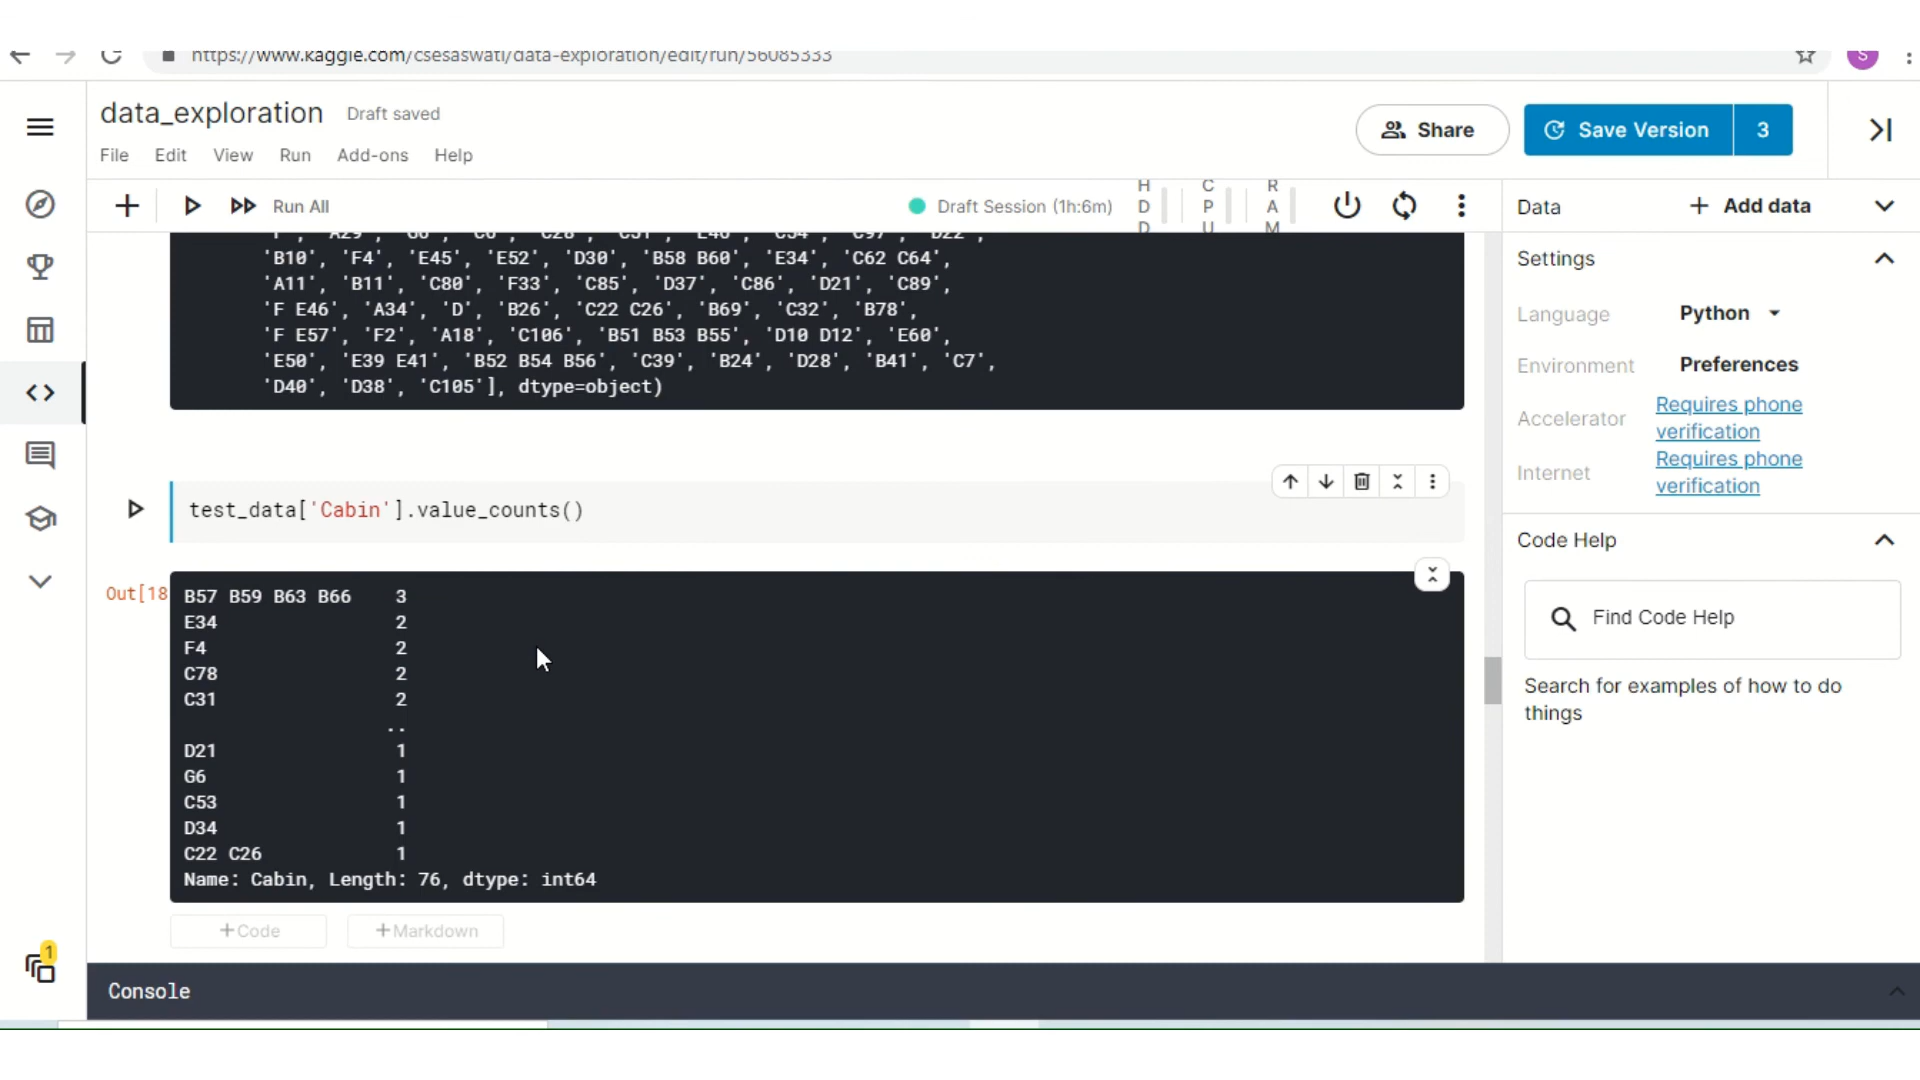 https://www.kaggle.com/csesaswati/data-exploration/edit/run/56085333
S
data_exploration Draft saved
File Edit View Run Add-ons Help
Share
Save Version 3
Run All
Draft Session (1h:6m)
HDD
CPU
RAM
Data
Add data
'B10', 'F4', 'E45', 'E52', 'D30', 'B58 B60', 'E34', 'C62 C64',
'A11', 'B11', 'C80', 'F33', 'C85', 'D37', 'C86', 'D21', 'C89',
'F E46', 'A34', 'D', 'B26', 'C22 C26', 'B69', 'C32', 'B78',
'F E57', 'F2', 'A18', 'C106', 'B51 B53 B55', 'D10 D12', 'E60',
'E50', 'E39 E41', 'B52 B54 B56', 'C39', 'B24', 'D28', 'B41', 'C7',
'D40', 'D38', 'C105'], dtype=object)
test_data['Cabin'].value_counts()
Out[18
B57 B59 B63 B66 3
E34 2
F4 2
C78 2
C31 2
..
D21 1
G6 1
C53 1
D34 1
C22 C26 1
Name: Cabin, Length: 76, dtype: int64
+Code
+Markdown
Console
1
Settings
Language Python
Environment Preferences
Accelerator Requires phone
verification
Internet Requires phone
verification
Code Help
Find Code Help
Search for examples of how to do
things